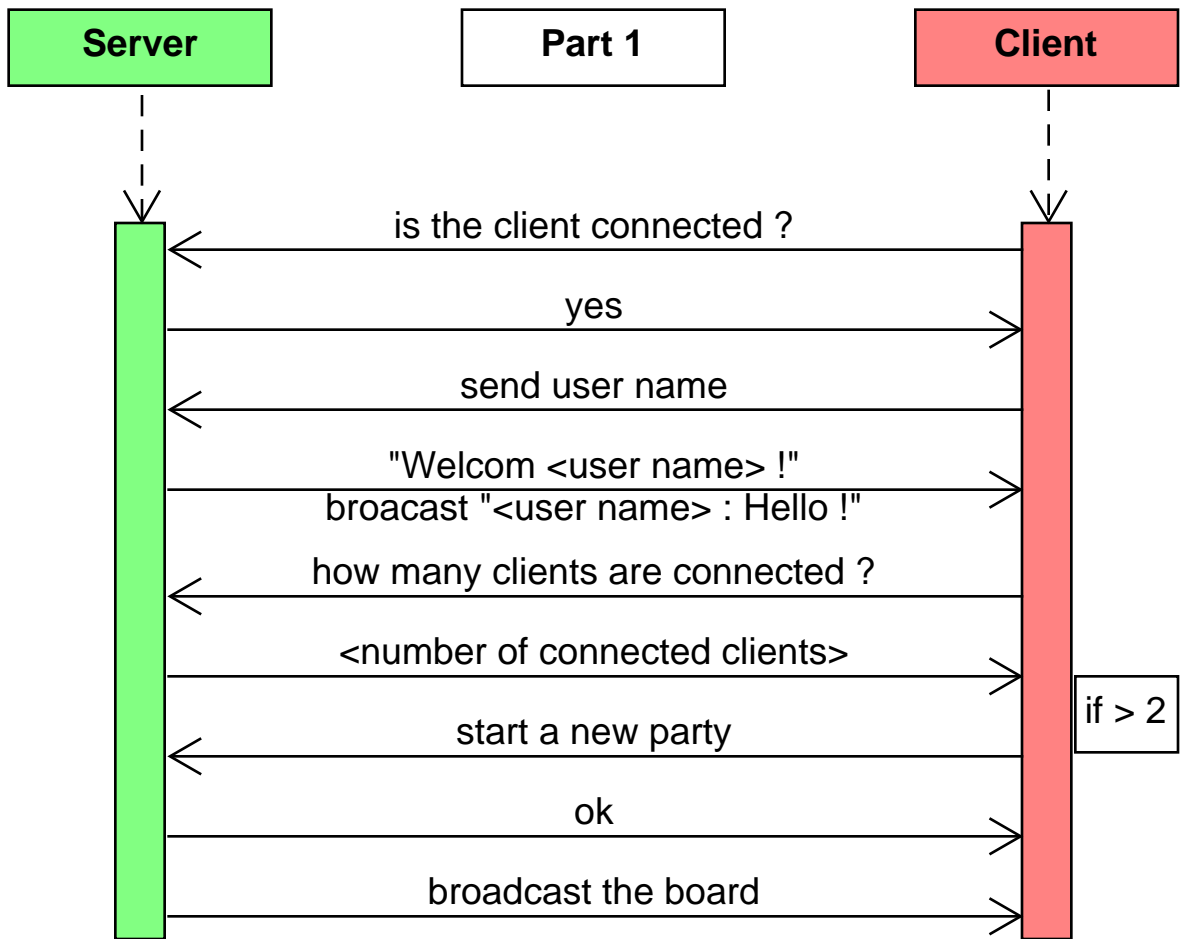 Server
Part 1
Client
is the client connected ?
yes
send user name
"Welcom <user name> !"
broacast "<user name> : Hello !"
how many clients are connected ?
<number of connected clients>
if > 2
start a new party
ok
broadcast the board